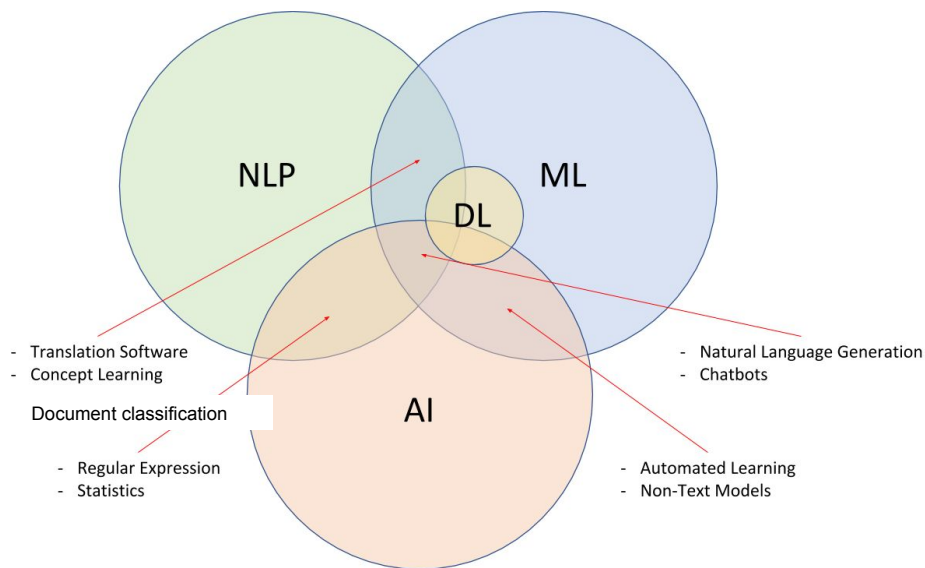 NLP
ML
DL
- Translation Software
- Concept Learning
Document classification
- Natural Language Generation
- Chatbots
AI
- Regular Expression
- Statistics
- Automated Learning
- Non-Text Models